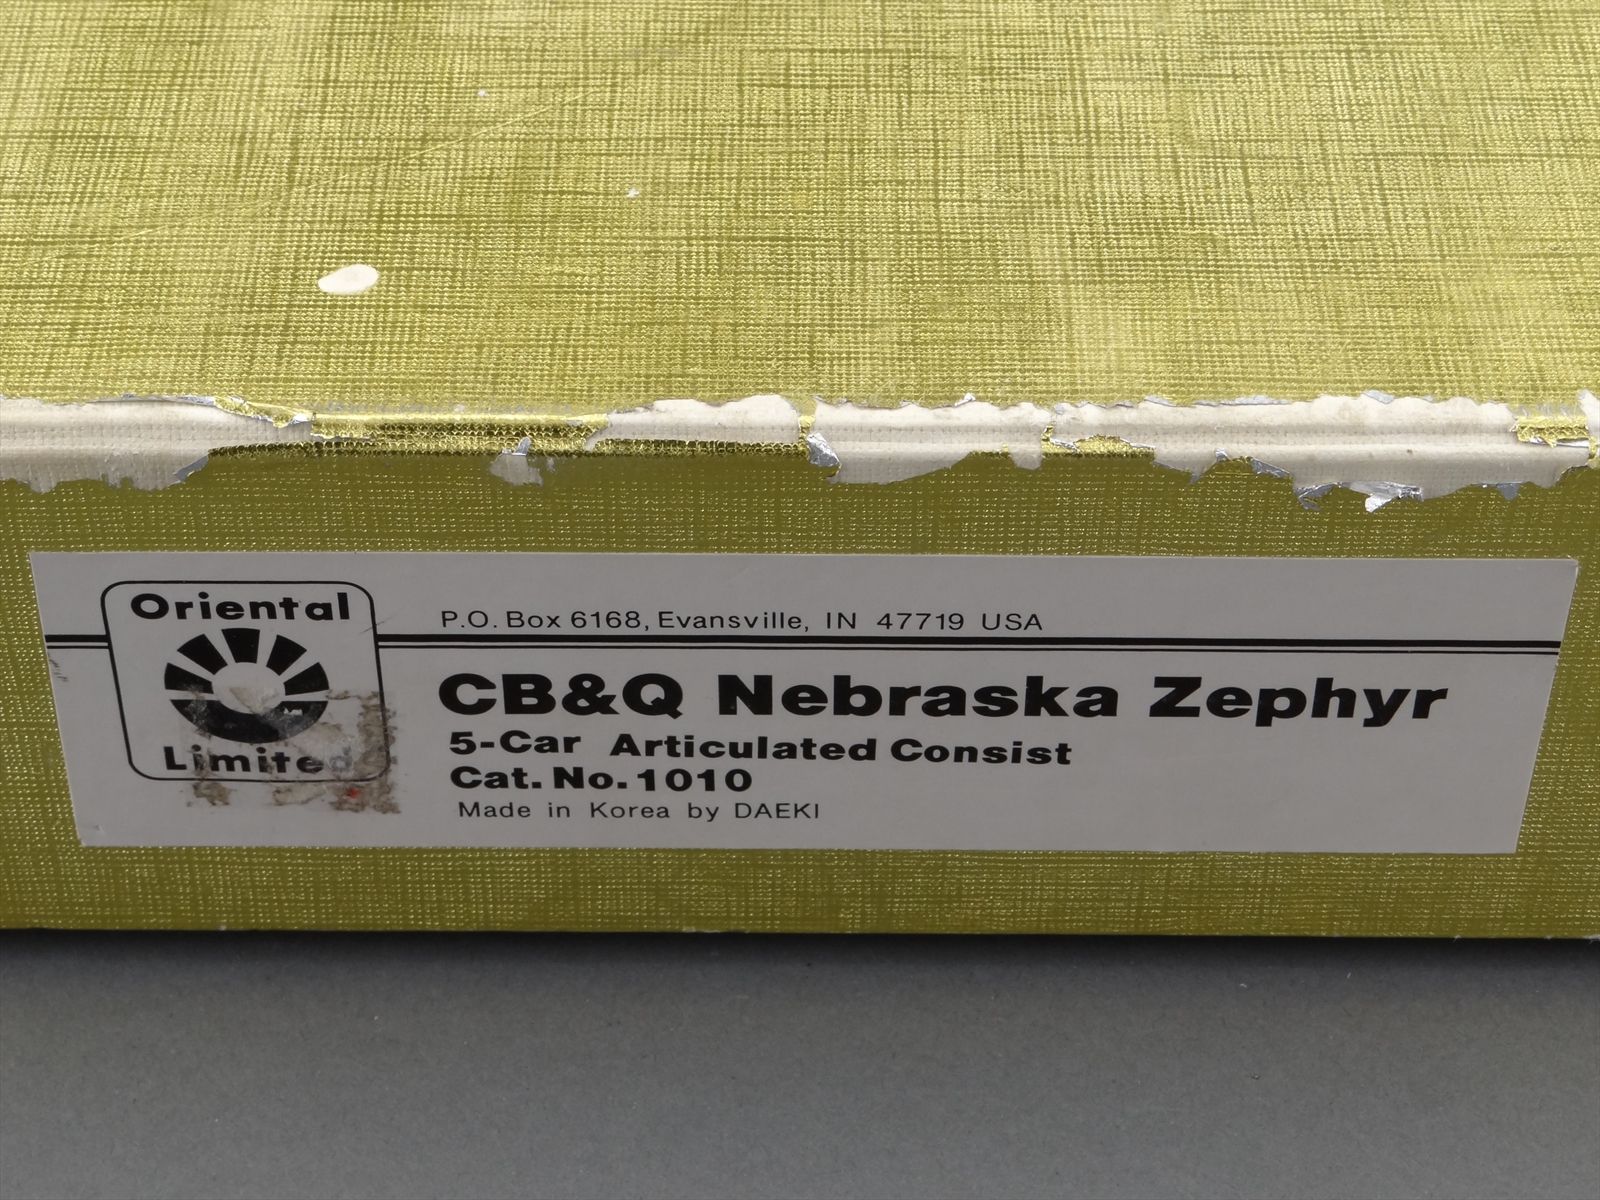 Oriental
Limited
P.O. Box 6168, Evansville, IN 47719 USA
CB&Q Nebraska Zephyr
5-Car Articulated Consist
Cat. No. 1010
Made in Korea by DAEKI